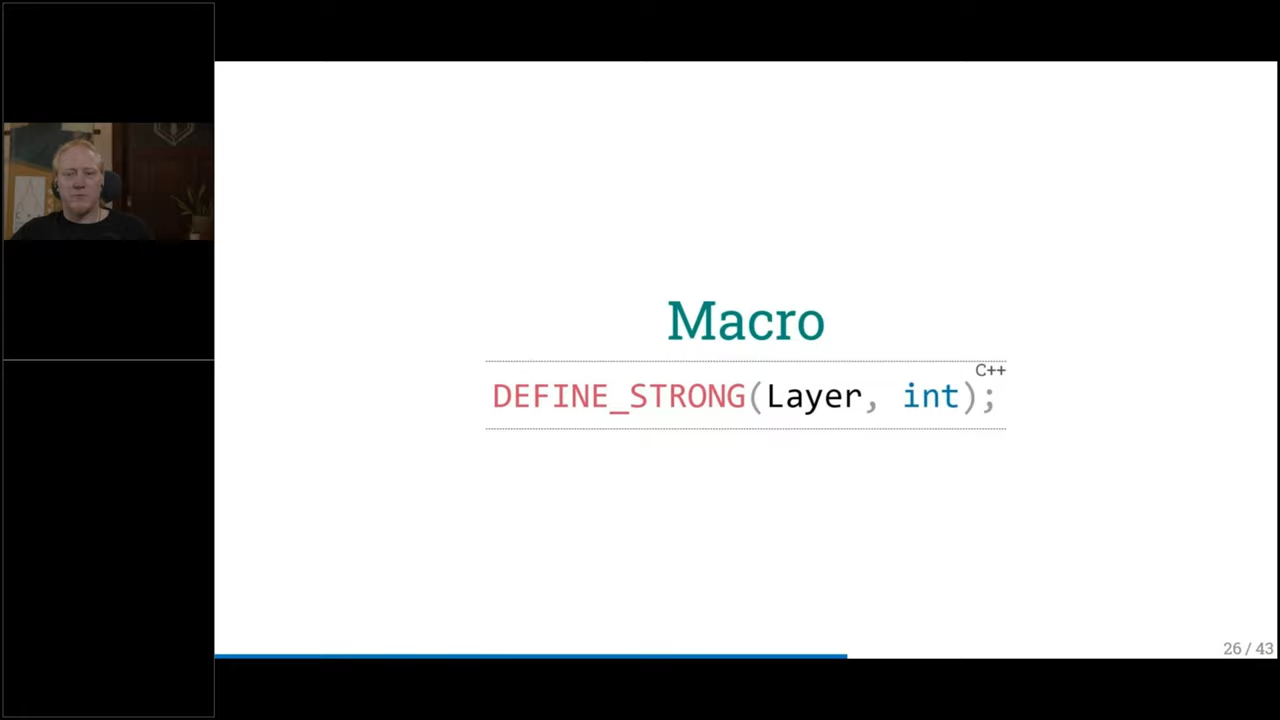 Macro
C++
DEFINE_STRONG(Layer, int);
26 / 43